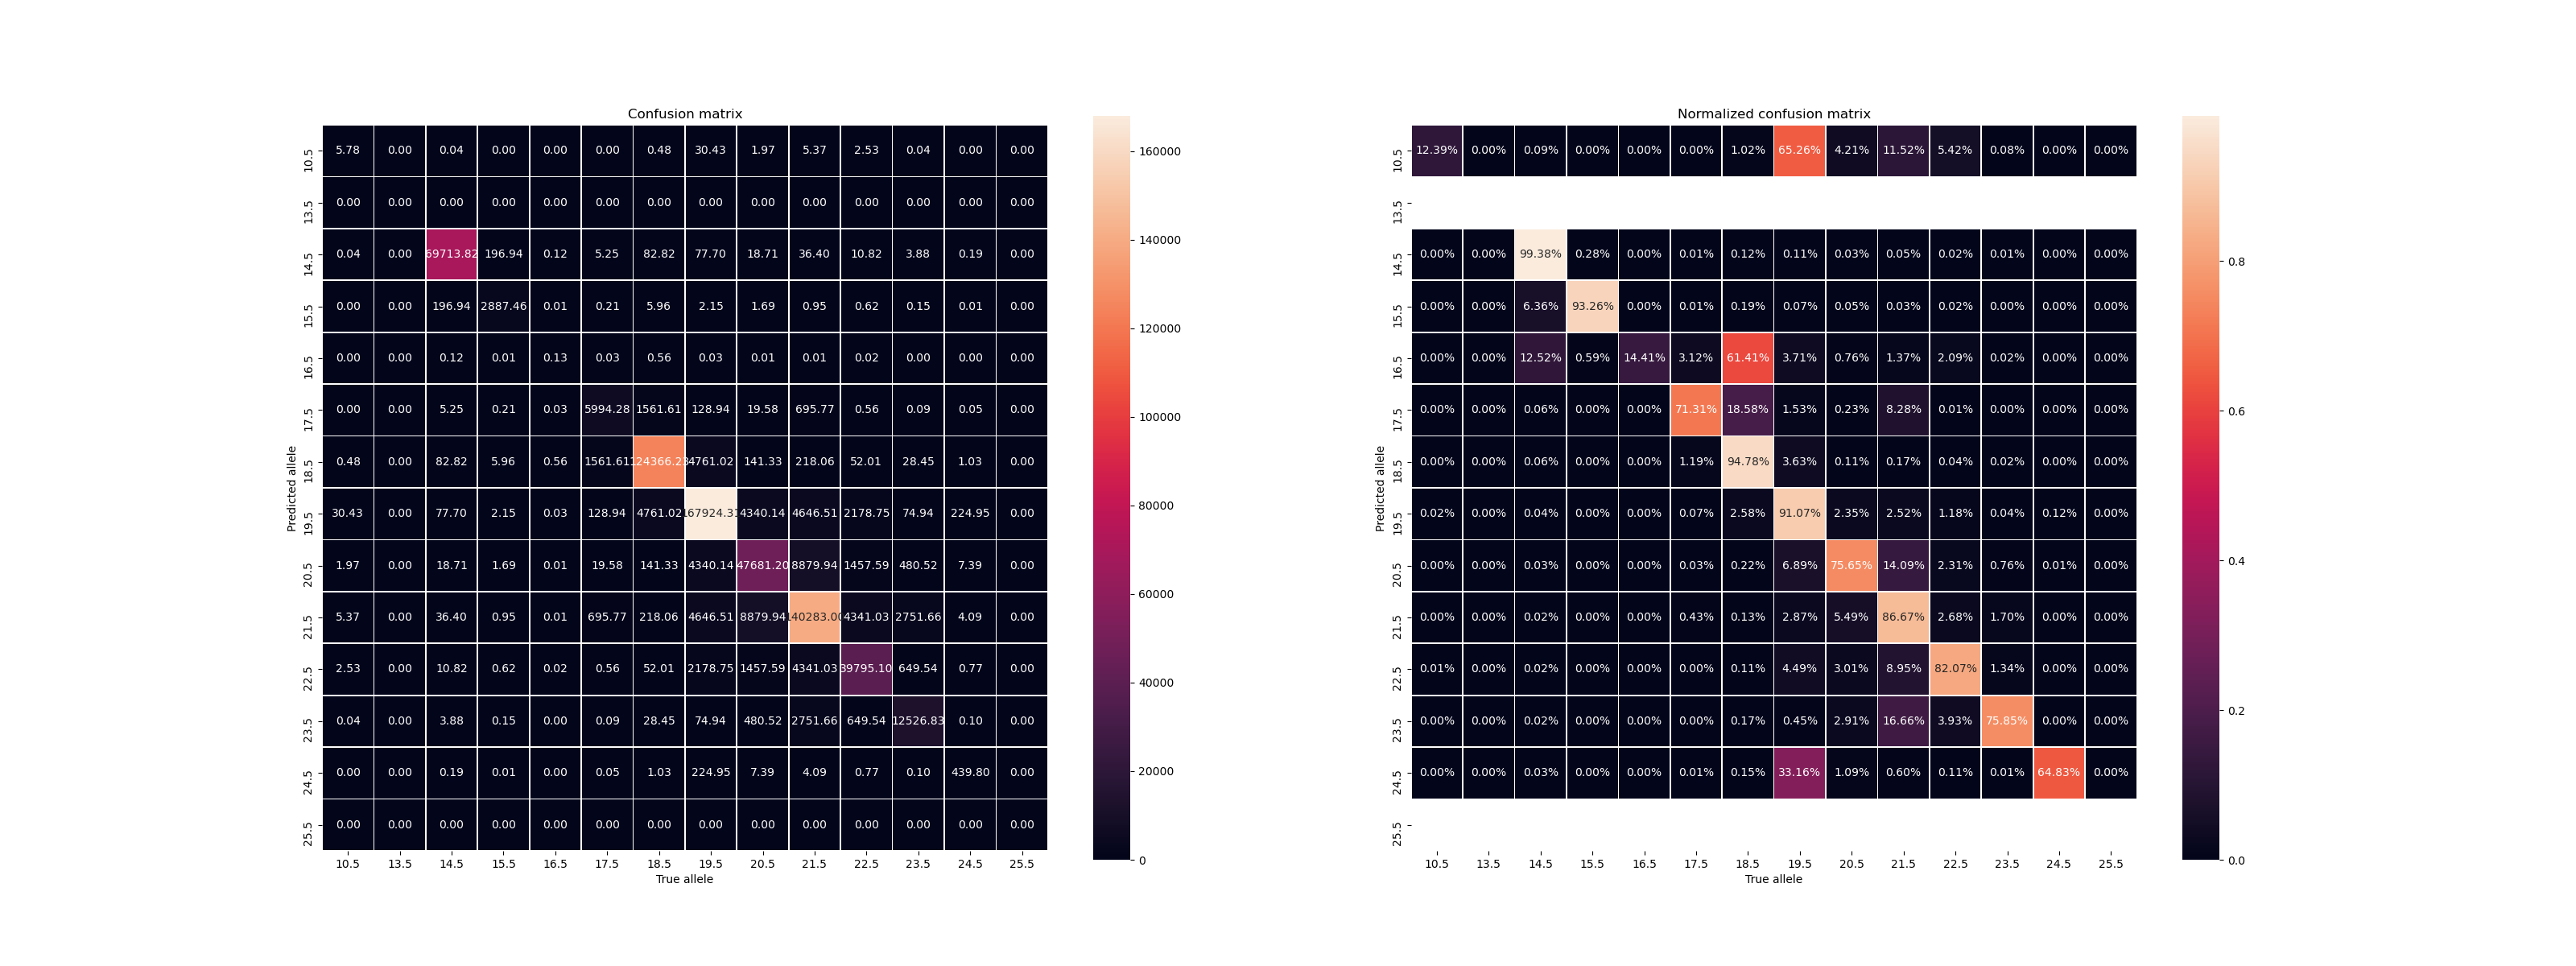 Confusion matrix
10.5 5.78 0.00 0.04 0.00 0.00 0.00 0.48 30.43 1.97 5.37 2.53 0.04 0.00 0.00
13.5 0.00 0.00 0.00 0.00 0.00 0.00 0.00 0.00 0.00 0.00 0.00 0.00 0.00 0.00
14.5 0.04 0.00 69713.82 196.94 0.12 5.25 82.82 77.70 18.71 36.40 10.82 3.88 0.19 0.00
15.5 0.00 0.00 196.94 2887.46 0.01 0.21 5.96 2.15 1.69 0.95 0.62 0.15 0.01 0.00
16.5 0.00 0.00 0.12 0.01 0.13 0.03 0.56 0.03 0.01 0.01 0.02 0.00 0.00 0.00
17.5 0.00 0.00 5.25 0.21 0.03 5994.28 1561.61 128.94 19.58 695.77 0.56 0.09 0.05 0.00
18.5 0.48 0.00 82.82 5.96 0.56 1561.61 124366.23 4761.02 141.33 218.06 52.01 28.45 1.03 0.00
19.5 30.43 0.00 77.70 2.15 0.03 128.94 4761.02 167924.31 4340.14 4646.51 2178.75 74.94 224.95 0.00
20.5 1.97 0.00 18.71 1.69 0.01 19.58 141.33 4340.14 47681.20 8879.94 1457.59 480.52 7.39 0.00
21.5 5.37 0.00 36.40 0.95 0.01 695.77 218.06 4646.51 8879.94 140283.00 4341.03 2751.66 4.09 0.00
22.5 2.53 0.00 10.82 0.62 0.02 0.56 52.01 2178.75 1457.59 4341.03 39795.10 649.54 0.77 0.00
23.5 0.04 0.00 3.88 0.15 0.00 0.09 28.45 74.94 480.52 2751.66 649.54 12526.83 0.10 0.00
24.5 0.00 0.00 0.19 0.01 0.00 0.05 1.03 224.95 7.39 4.09 0.77 0.10 439.80 0.00
25.5 0.00 0.00 0.00 0.00 0.00 0.00 0.00 0.00 0.00 0.00 0.00 0.00 0.00 0.00
10.5 13.5 14.5 15.5 16.5 17.5 18.5 19.5 20.5 21.5 22.5 23.5 24.5 25.5
Predicted allele
True allele
160000
140000
120000
100000
80000
60000
40000
20000
0
Normalized confusion matrix
10.5 12.39% 0.00% 0.09% 0.00% 0.00% 0.00% 1.02% 65.26% 4.21% 11.52% 5.42% 0.08% 0.00% 0.00%
13.5
14.5 0.00% 0.00% 99.38% 0.28% 0.00% 0.01% 0.12% 0.11% 0.03% 0.05% 0.02% 0.01% 0.00% 0.00%
15.5 0.00% 0.00% 6.36% 93.26% 0.00% 0.01% 0.19% 0.07% 0.05% 0.03% 0.02% 0.00% 0.00% 0.00%
16.5 0.00% 0.00% 12.52% 0.59% 14.41% 3.12% 61.41% 3.71% 0.76% 1.37% 2.09% 0.02% 0.00% 0.00%
17.5 0.00% 0.00% 0.06% 0.00% 0.00% 71.31% 18.58% 1.53% 0.23% 8.28% 0.01% 0.00% 0.00% 0.00%
18.5 0.00% 0.00% 0.06% 0.00% 0.00% 1.19% 94.78% 3.63% 0.11% 0.17% 0.04% 0.02% 0.00% 0.00%
19.5 0.02% 0.00% 0.04% 0.00% 0.00% 0.07% 2.58% 91.07% 2.35% 2.52% 1.18% 0.04% 0.12% 0.00%
20.5 0.00% 0.00% 0.03% 0.00% 0.00% 0.03% 0.22% 6.89% 75.65% 14.09% 2.31% 0.76% 0.01% 0.00%
21.5 0.00% 0.00% 0.02% 0.00% 0.00% 0.43% 0.13% 2.87% 5.49% 86.67% 2.68% 1.70% 0.00% 0.00%
22.5 0.01% 0.00% 0.02% 0.00% 0.00% 0.00% 0.11% 4.49% 3.01% 8.95% 82.07% 1.34% 0.00% 0.00%
23.5 0.00% 0.00% 0.02% 0.00% 0.00% 0.00% 0.17% 0.45% 2.91% 16.66% 3.93% 75.85% 0.00% 0.00%
24.5 0.00% 0.00% 0.03% 0.00% 0.00% 0.01% 0.15% 33.16% 1.09% 0.60% 0.11% 0.01% 64.83% 0.00%
25.5
10.5 13.5 14.5 15.5 16.5 17.5 18.5 19.5 20.5 21.5 22.5 23.5 24.5 25.5
Predicted allele
True allele
0.8
0.6
0.4
0.2
0.0